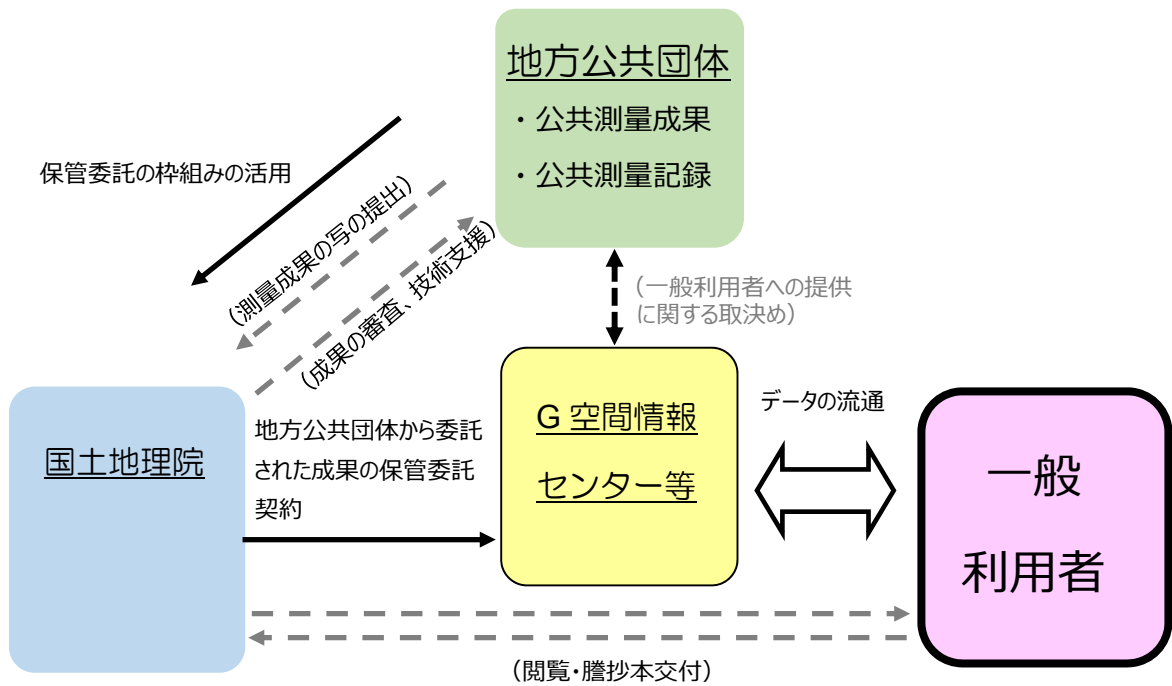 地方公共団体
・公共測量成果
・公共測量記録
保管委託の枠組みの活用
(測量成果の写の提出)
(成果の審査、技術支援)
(一般利用者への提供
に関する取決め)
国土地理院
地方公共団体から委託
された成果の保管委託
契約
G 空間情報
センター等
データの流通
一般
利用者
(閲覧・謄抄本交付)